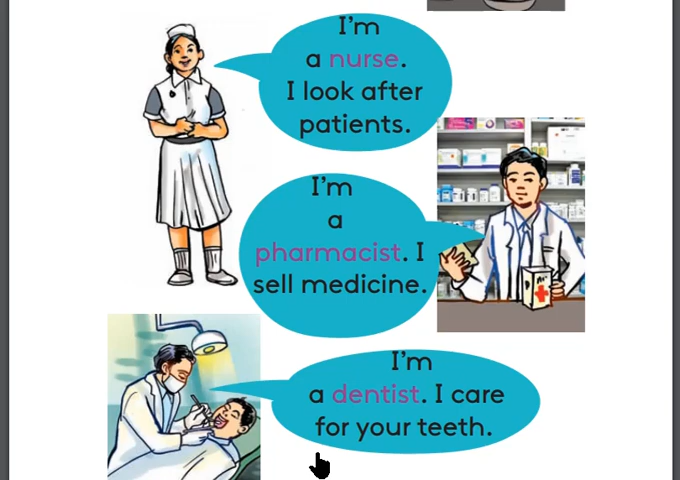 I'm
a nurse.
I look after
patients.
I'm
a
pharmacist. I
sell medicine.
I'm
a dentist. I care
for your teeth.